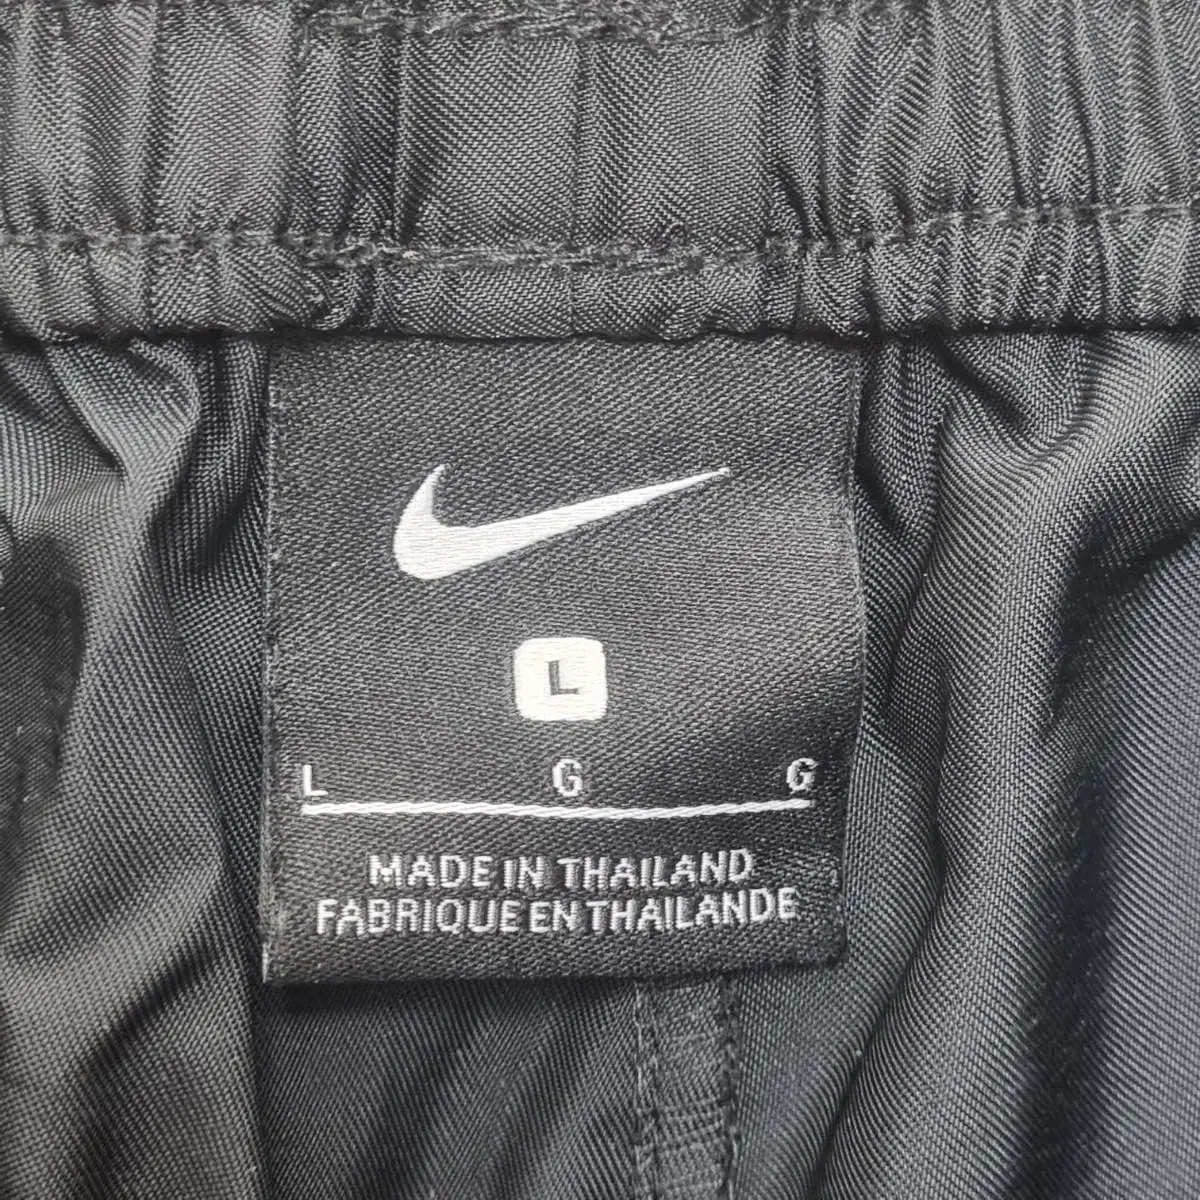 L
L G G
MADE IN THAILAND
FABRIQUE EN THAILANDE